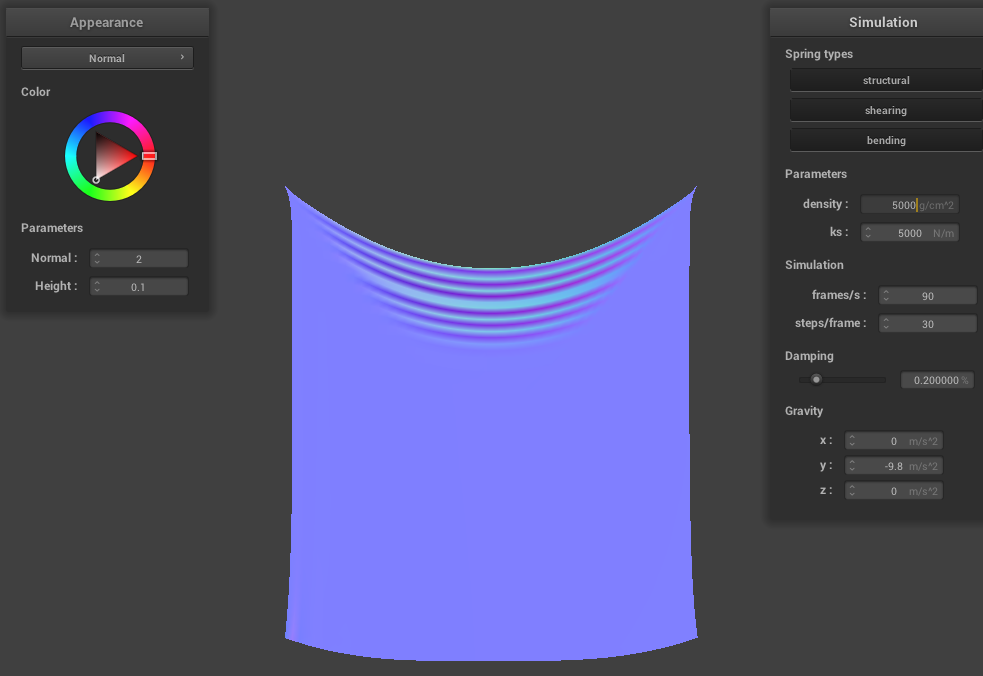 Appearance
Normal
Color
Parameters
Normal : 2
Height : 0.1
Simulation
Spring types
structural
shearing
bending
Parameters
density : 5000 g/cm^2
ks : 5000 N/m
Simulation
frames/s : 90
steps/frame : 30
Damping
0.200000 %
Gravity
x : 0 m/s^2
y : -9.8 m/s^2
z : 0 m/s^2